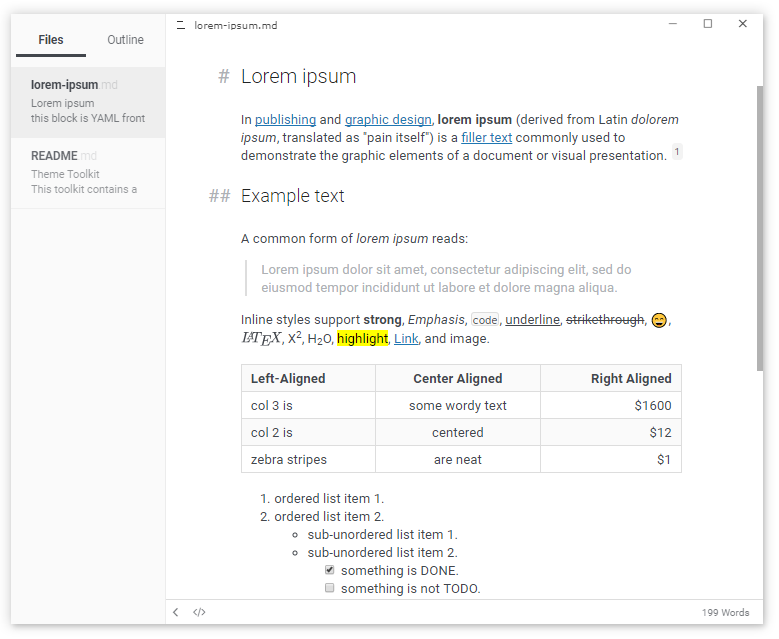 Files Outline
lorem-ipsum.md
Lorem ipsum
this block is YAML front
README.md
Theme Toolkit
This toolkit contains a
lorem-ipsum.md
# Lorem ipsum
In publishing and graphic design, lorem ipsum (derived from Latin dolorem
ipsum, translated as "pain itself") is a filler text commonly used to
demonstrate the graphic elements of a document or visual presentation. 1
## Example text
A common form of lorem ipsum reads:
Lorem ipsum dolor sit amet, consectetur adipiscing elit, sed do
eiusmod tempor incididunt ut labore et dolore magna aliqua.
Inline styles support strong, Emphasis, code, underline, strikethrough, 😄,
LATEX, X², H₂O, highlight, Link, and image.
Left-Aligned Center Aligned Right Aligned
col 3 is some wordy text $1600
col 2 is centered $12
zebra stripes are neat $1
1. ordered list item 1.
2. ordered list item 2.
◦ sub-unordered list item 1.
◦ sub-unordered list item 2.
something is DONE.
something is not TODO.
</> 199 Words